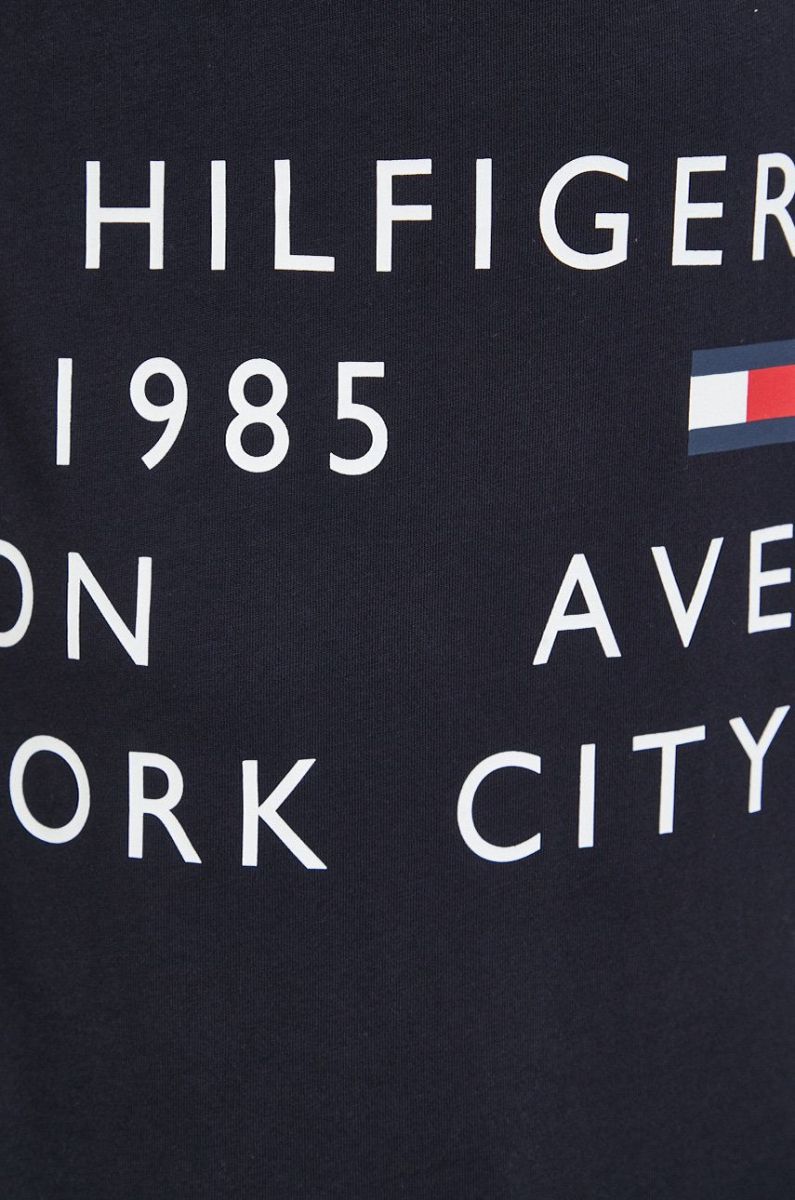 HILFIGER
1985
ON AVE
ORK CITY